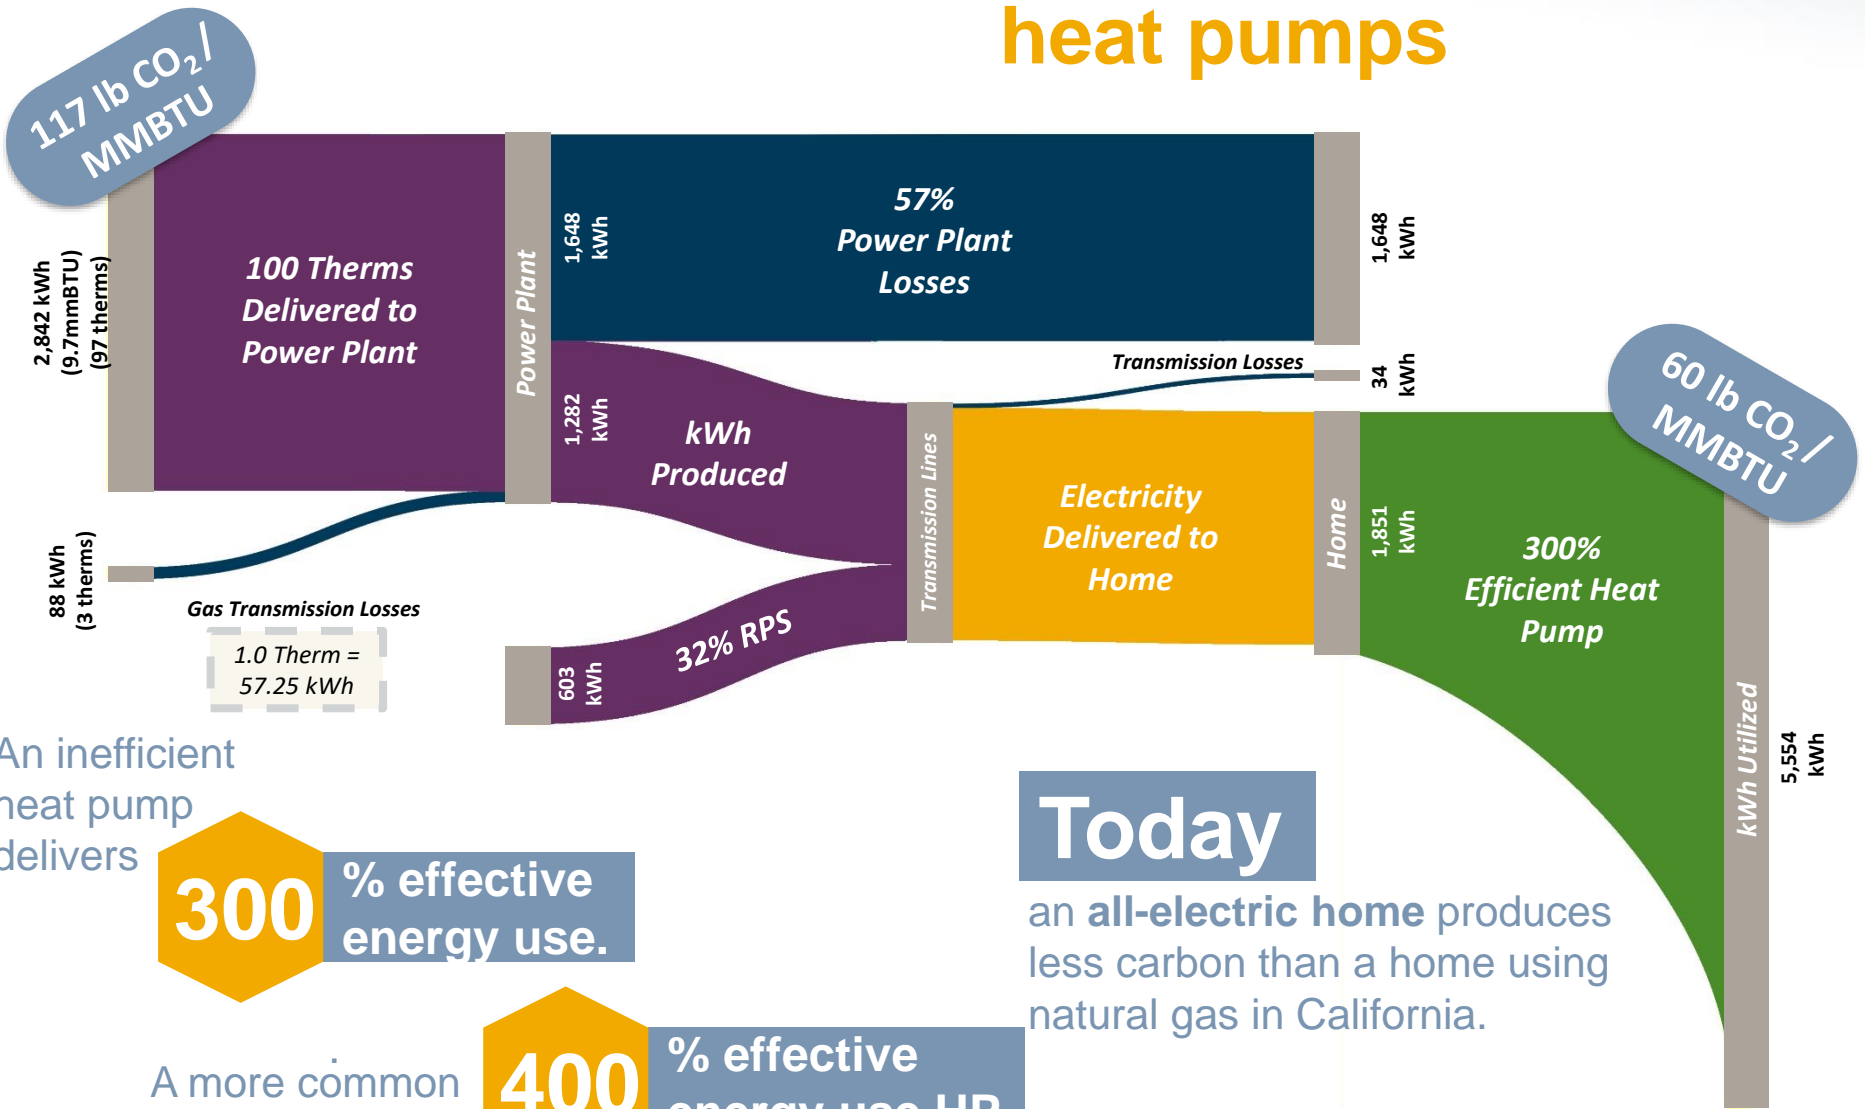 heat pumps
117 lb CO₂/
MMBTU
2,842 kWh
(9.7mmBTU)
(97 therms)
100 Therms
Delivered to
Power Plant
Power Plant
1,648
kWh
57%
Power Plant
Losses
1,648
kWh
Transmission Losses
34
kWh
1,282
kWh
kWh
Produced
Transmission Lines
Electricity
Delivered to
Home
Home
1,851
kWh
300%
Efficient Heat
Pump
60 lb CO₂/
MMBTU
kWh Utilized
5,554
kWh
88 kWh
(3 therms)
Gas Transmission Losses
1.0 Therm =
57.25 kWh
603
kWh
32% RPS
An inefficient
heat pump
delivers
300
% effective
energy use.
A more common
400
% effective
energy use HP
Today
an all-electric home produces
less carbon than a home using
natural gas in California.